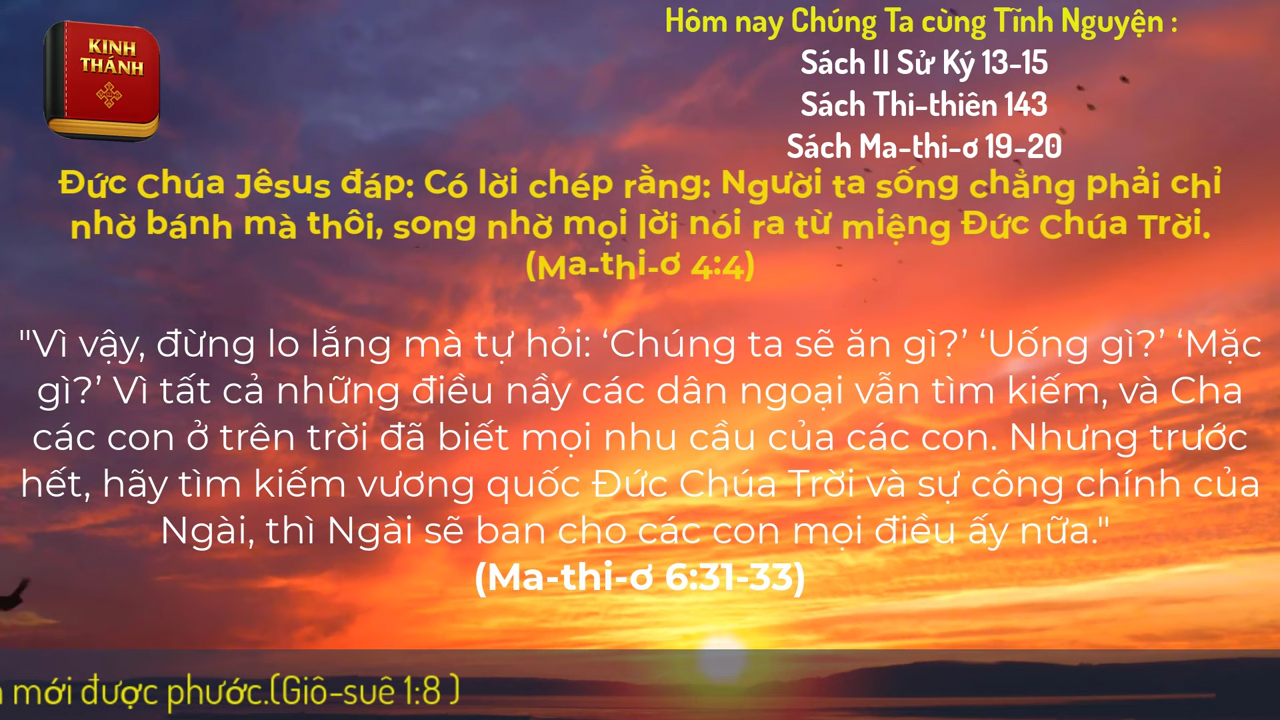 KINH
THÁNH
Hôm nay Chúng Ta cùng Tĩnh Nguyện :
Sách II Sử Ký 13-15
Sách Thi-thiên 143
Sách Ma-thi-ơ 19-20
Đức Chúa Jêsus đáp: Có lời chép rằng: Người ta sống chẳng phải chỉ
nhờ bánh mà thôi, song nhờ mọi lời nói ra từ miệng Đức Chúa Trời.
(Ma-thi-ơ 4:4)
"Vì vậy, đừng lo lắng mà tự hỏi: ‘Chúng ta sẽ ăn gì?’ ‘Uống gì?’ ‘Mặc
gì?’ Vì tất cả những điều nầy các dân ngoại vẫn tìm kiếm, và Cha
các con ở trên trời đã biết mọi nhu cầu của các con. Nhưng trước
hết, hãy tìm kiếm vương quốc Đức Chúa Trời và sự công chính của
Ngài, thì Ngài sẽ ban cho các con mọi điều ấy nữa."
(Ma-thi-ơ 6:31-33)
mới được phước.(Giô-suê 1:8 )